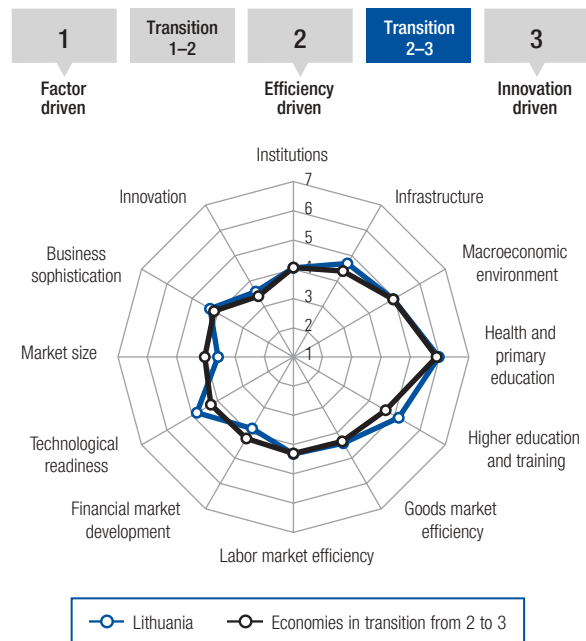 1
Transition
1–2
2
Transition
2–3
3
Factor
driven
Efficiency
driven
Innovation
driven
Institutions
Infrastructure
Macroeconomic
environment
Health and
primary
education
Higher education
and training
Goods market
efficiency
Labor market efficiency
Financial market
development
Technological
readiness
Market size
Business
sophistication
Innovation
7
6
5
4
3
2
1
Lithuania
Economies in transition from 2 to 3